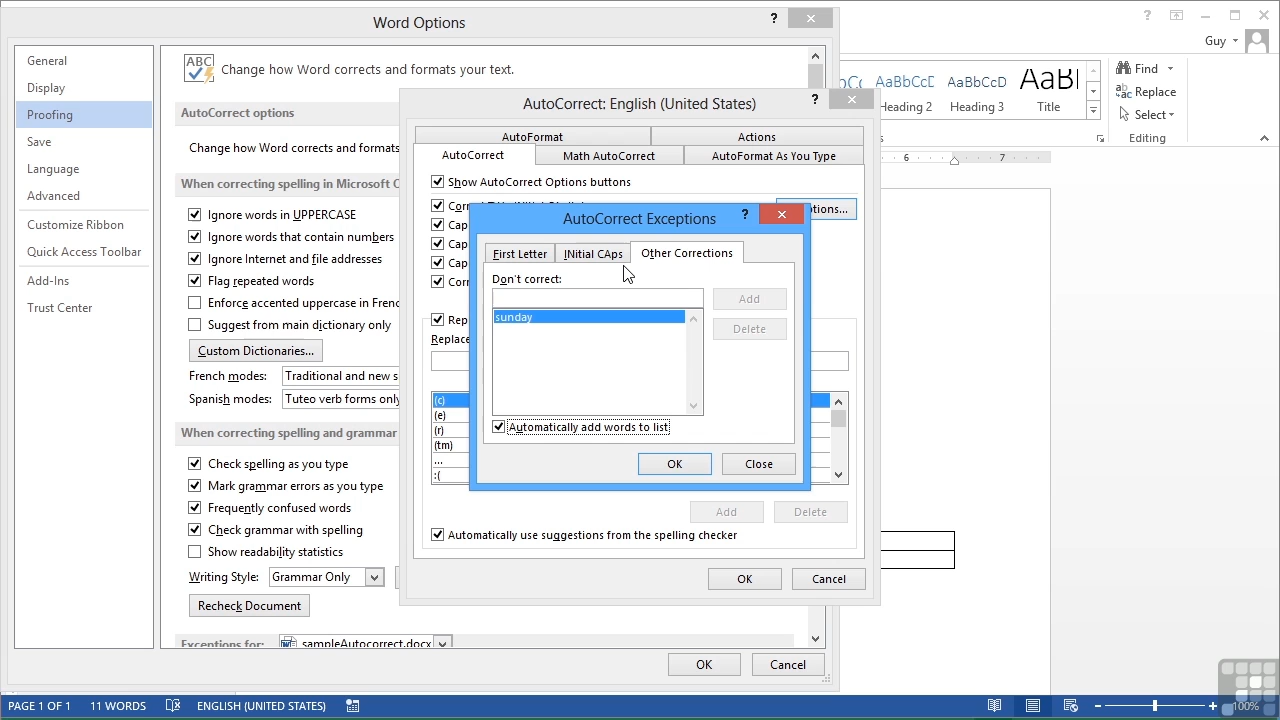 Word Options
?
General
Display
Proofing
Save
Language
Advanced
Customize Ribbon
Quick Access Toolbar
Add-Ins
Trust Center
ABC
Change how Word corrects and formats your text.
AutoCorrect options
Change how Word corrects and formats
When correcting spelling in Microsoft O
Ignore words in UPPERCASE
Ignore words that contain numbers
Ignore Internet and file addresses
Flag repeated words
Enforce accented uppercase in Frenc
Suggest from main dictionary only
Custom Dictionaries...
French modes: Traditional and new s
Spanish modes: Tuteo verb forms only
When correcting spelling and grammar
Check spelling as you type
Mark grammar errors as you type
Frequently confused words
Check grammar with spelling
Show readability statistics
Writing Style: Grammar Only
Recheck Document
Exceptions for: sampleAutocorrect.docx
OK Cancel
AutoCorrect: English (United States)
?
AutoFormat Actions
AutoCorrect Math AutoCorrect AutoFormat As You Type
Show AutoCorrect Options buttons
Cap
Cap
Cap
Corr
Rep
Replace
(c)
(e)
(r)
(tm)
...
:(
Add Delete
Automatically use suggestions from the spelling checker
OK Cancel
AutoCorrect Exceptions
?
First Letter INitial CAps Other Corrections
Don't correct:
sunday
Add
Delete
Automatically add words to list
OK Close
?
Guy
AaBbCcD AaBbCcD AaB
Heading 2 Heading 3 Title
Find
Replace
Select
Editing
6 7
PAGE 1 OF 1 11 WORDS ENGLISH (UNITED STATES)
100%